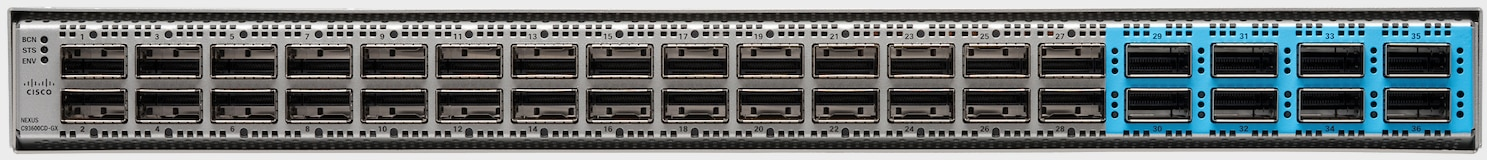 BCN
STS
ENV
CISCO
NEXUS
C93600CD-GX
1 3 5 7 9 11 13 15 17 19 21 23 25 27 29 31 33 35
2 4 6 8 10 12 14 16 18 20 22 24 26 28 30 32 34 36